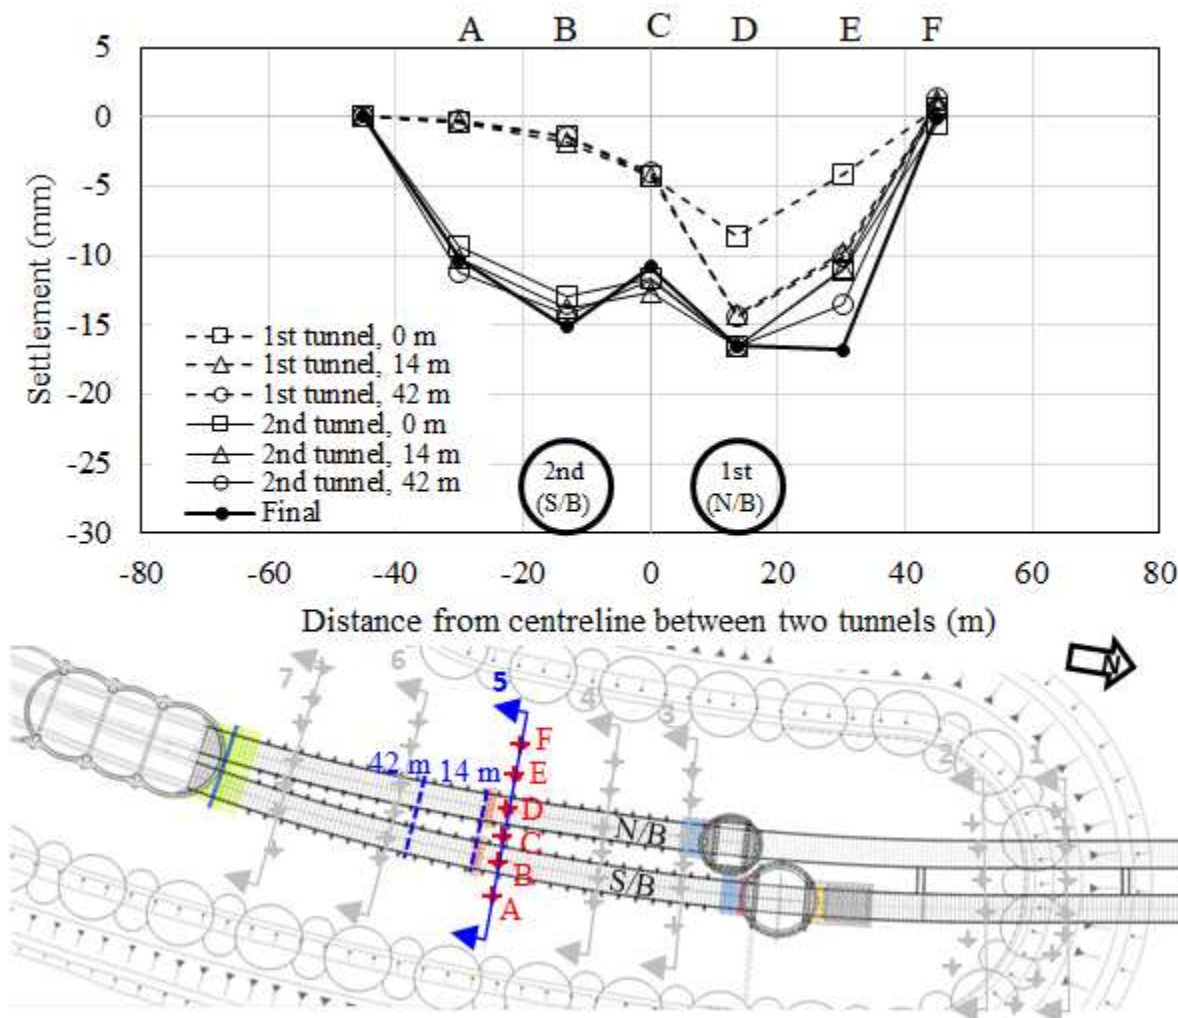 A B C D E F
5
0
-5
-10
-15
-20
-25
-30
Settlement (mm)
1st tunnel, 0 m
1st tunnel, 14 m
1st tunnel, 42 m
2nd tunnel, 0 m
2nd tunnel, 14 m
2nd tunnel, 42 m
Final
2nd
(S/B)
1st
(N/B)
-80 -60 -40 -20 0 20 40 60 80
Distance from centreline between two tunnels (m)
N
7
6
5
4
3
2
1
42 m
14 m
F
E
D
C
B
A
N/B
S/B